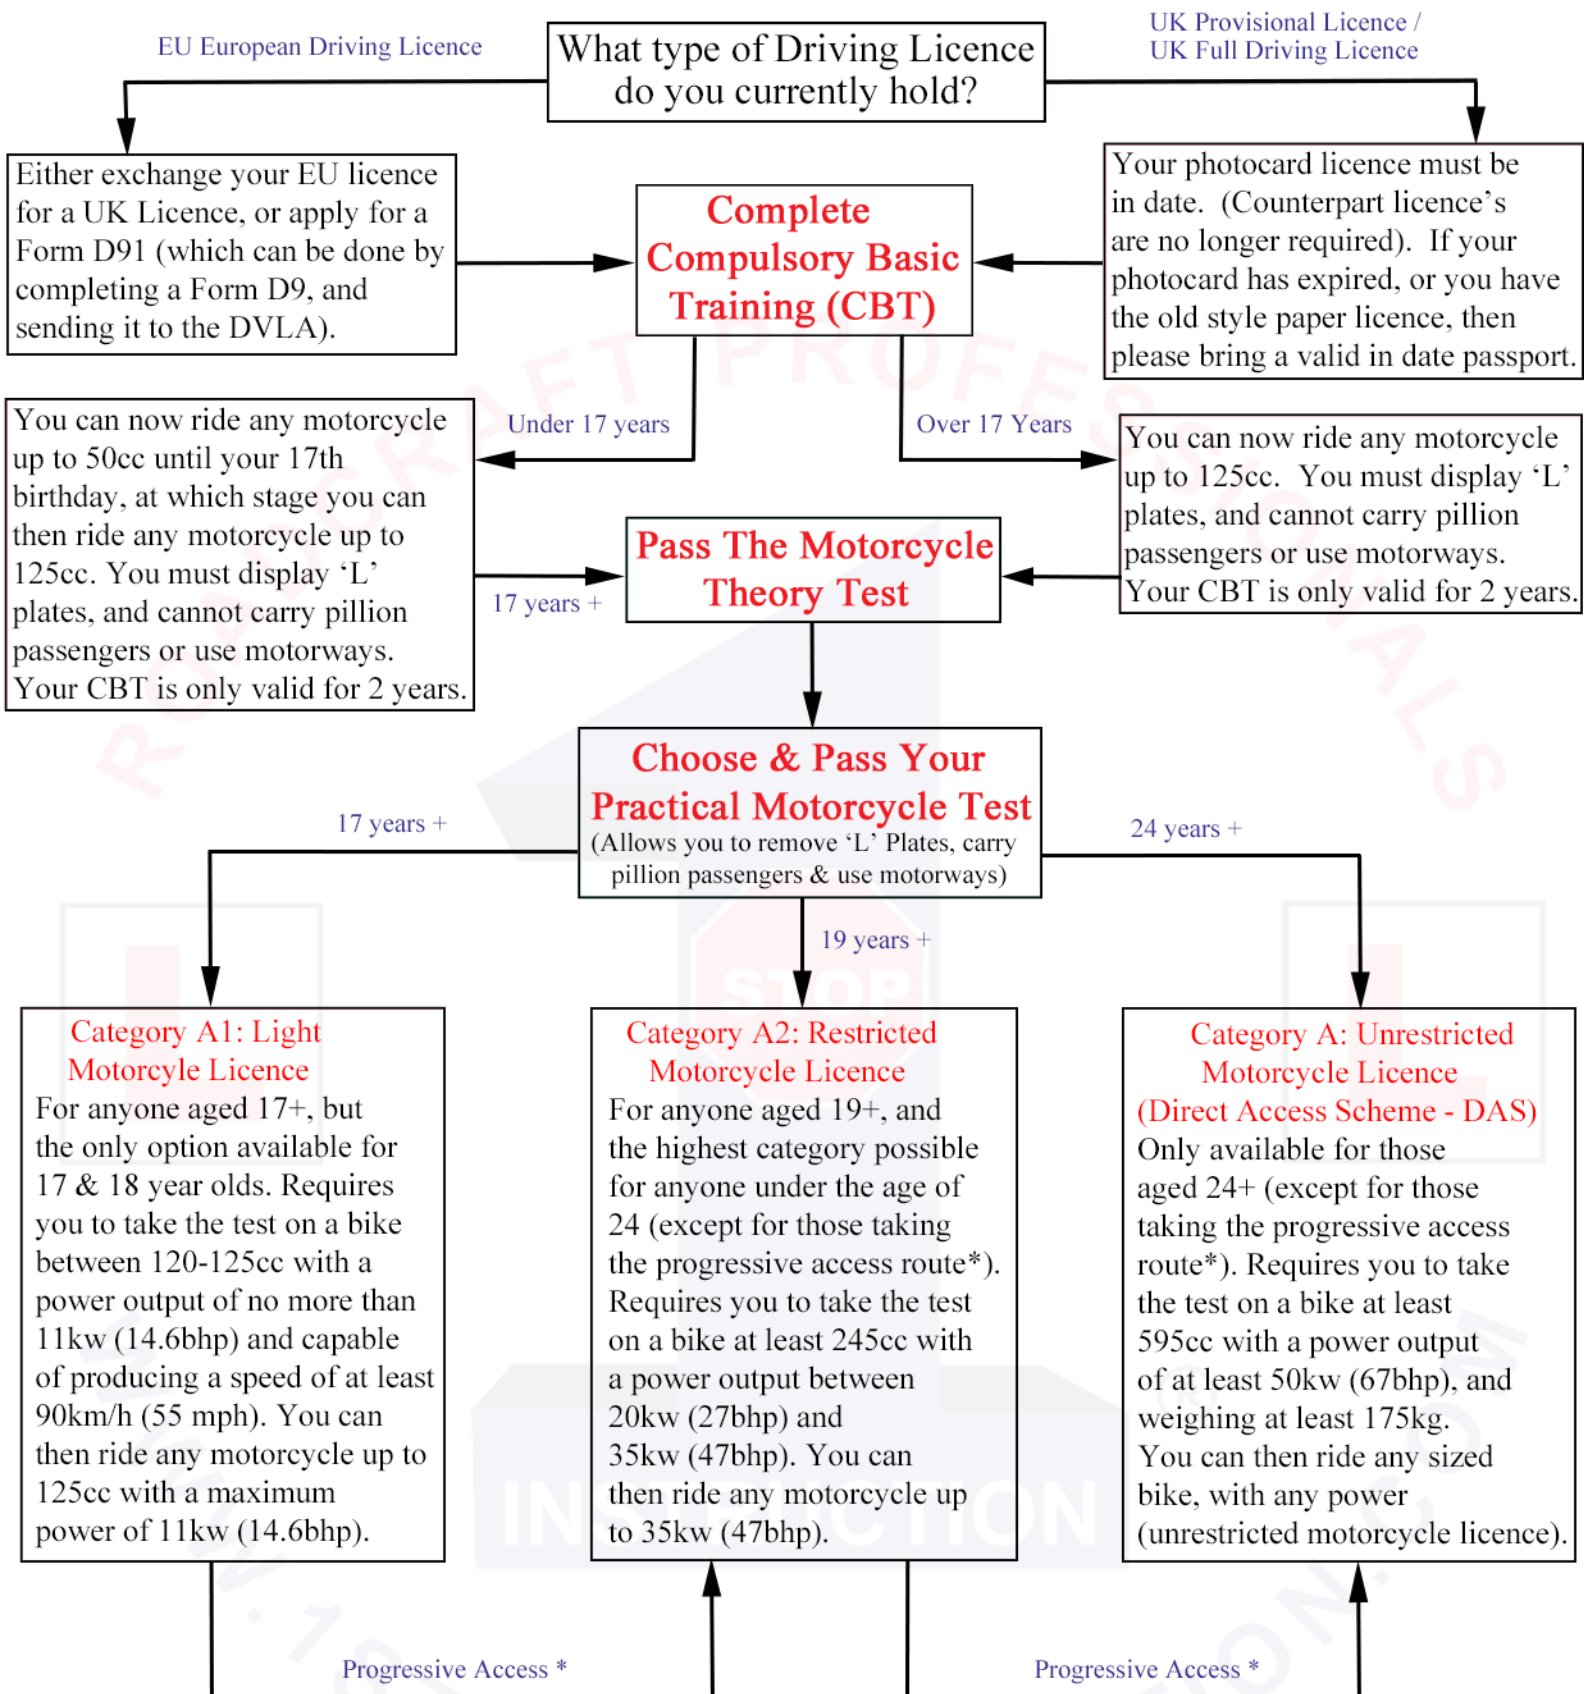 What type of Driving Licence
do you currently hold?
EU European Driving Licence
UK Provisional Licence /
UK Full Driving Licence
Either exchange your EU licence
for a UK Licence, or apply for a
Form D91 (which can be done by
completing a Form D9, and
sending it to the DVLA).
Complete
Compulsory Basic
Training (CBT)
Your photocard licence must be
in date.  (Counterpart licence's
are no longer required).  If your
photocard has expired, or you have
the old style paper licence, then
please bring a valid in date passport.
Under 17 years
Over 17 Years
You can now ride any motorcycle
up to 50cc until your 17th
birthday, at which stage you can
then ride any motorcycle up to
125cc. You must display ‘L’
plates, and cannot carry pillion
passengers or use motorways.
Your CBT is only valid for 2 years.
17 years +
Pass The Motorcycle
Theory Test
You can now ride any motorcycle
up to 125cc.  You must display ‘L’
plates, and cannot carry pillion
passengers or use motorways.
Your CBT is only valid for 2 years.
Choose & Pass Your
Practical Motorcycle Test
(Allows you to remove ‘L’ Plates, carry
pillion passengers & use motorways)
17 years +
19 years +
24 years +
Category A1: Light
Motorcyle Licence
For anyone aged 17+, but
the only option available for
17 & 18 year olds. Requires
you to take the test on a bike
between 120-125cc with a
power output of no more than
11kw (14.6bhp) and capable
of producing a speed of at least
90km/h (55 mph). You can
then ride any motorcycle up to
125cc with a maximum
power of 11kw (14.6bhp).
Category A2: Restricted
Motorcycle Licence
For anyone aged 19+, and
the highest category possible
for anyone under the age of
24 (except for those taking
the progressive access route*).
Requires you to take the test
on a bike at least 245cc with
a power output between
20kw (27bhp) and
35kw (47bhp). You can
then ride any motorcycle up
to 35kw (47bhp).
Category A: Unrestricted
Motorcycle Licence
(Direct Access Scheme - DAS)
Only available for those
aged 24+ (except for those
taking the progressive access
route*). Requires you to take
the test on a bike at least
595cc with a power output
of at least 50kw (67bhp), and
weighing at least 175kg.
You can then ride any sized
bike, with any power
(unrestricted motorcycle licence).
Progressive Access *
Progressive Access *
ROADCRAFT PROFESSIONALS
STOP
L
L
INSTRUCTION
®